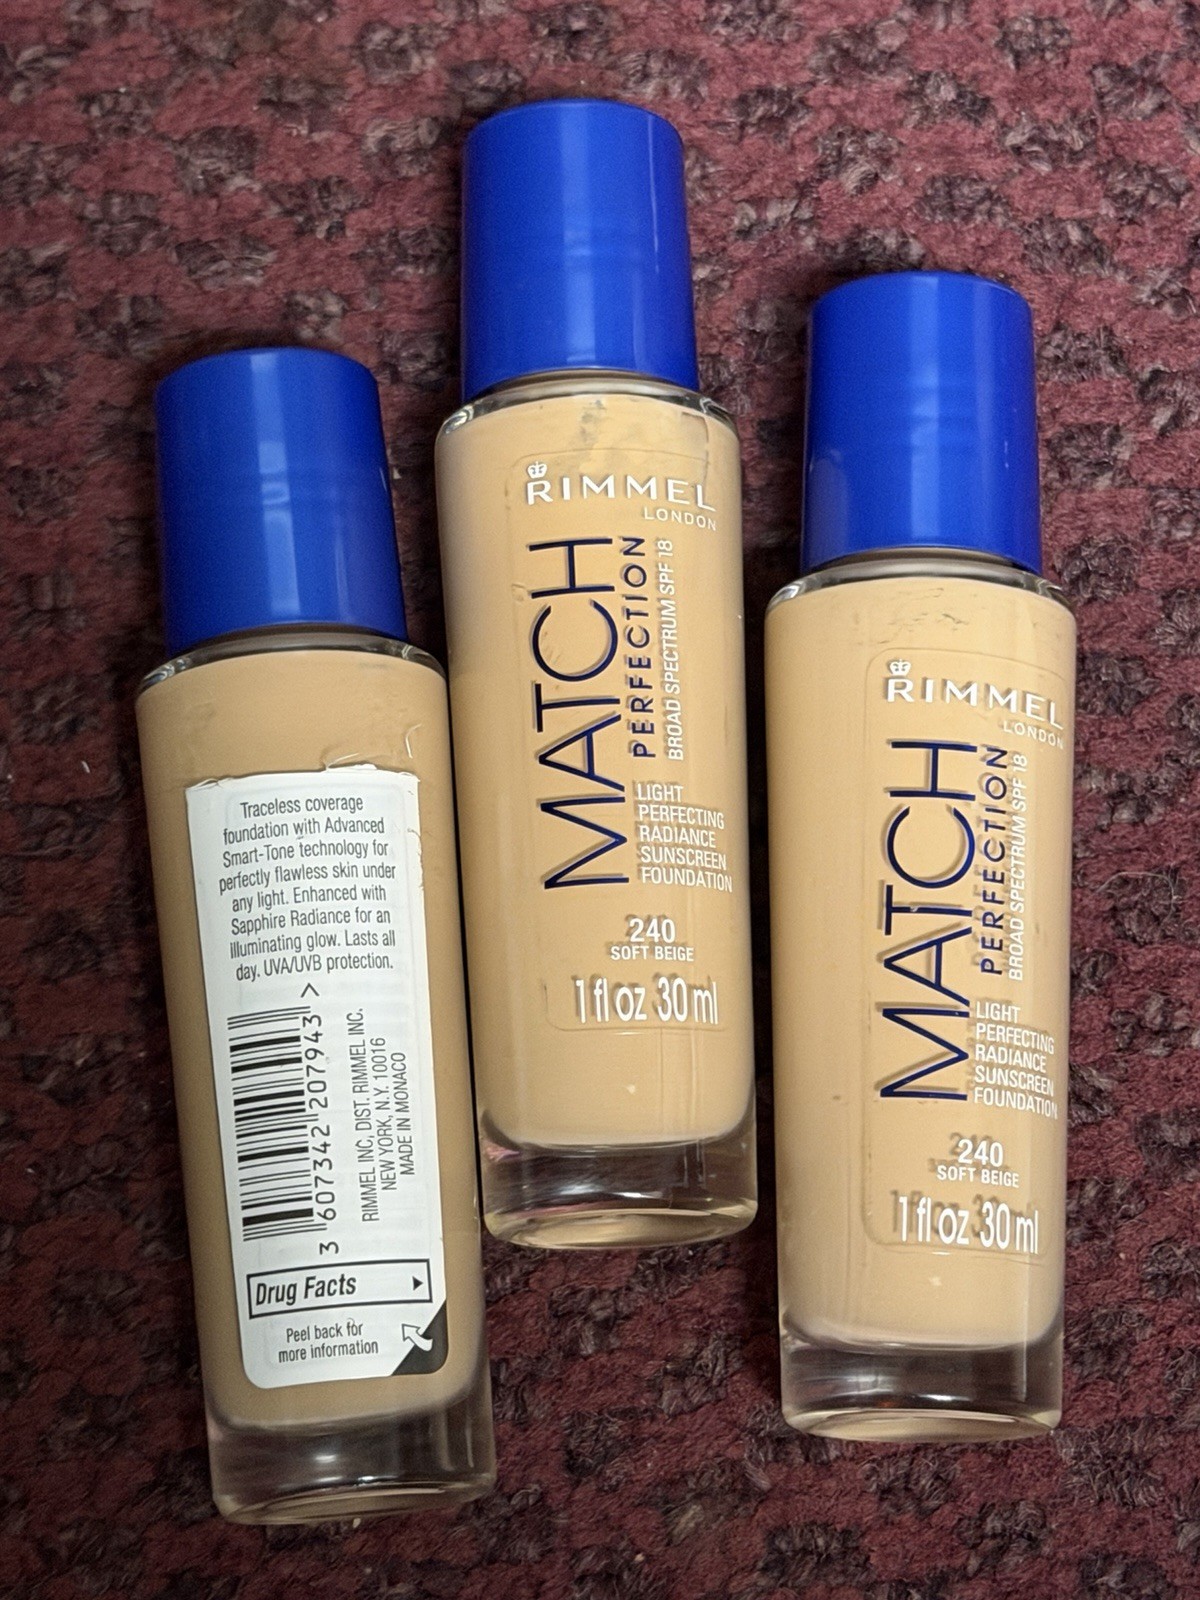 Traceless coverage
foundation with Advanced
Smart-Tone technology for
perfectly flawless skin under
any light. Enhanced with
Sapphire Radiance for an
illuminating glow. Lasts all
day. UVA/UVB protection.
3 607342 207943 >
RIMMEL INC, DIST. RIMMEL INC.
NEW YORK, N.Y. 10016
MADE IN MONACO
Drug Facts
Peel back for
more information
RIMMEL
LONDON
MATCH
PERFECTION
BROAD SPECTRUM SPF 18
LIGHT
PERFECTING
RADIANCE
SUNSCREEN
FOUNDATION
240
SOFT BEIGE
1 fl oz 30 ml
RIMMEL
LONDON
MATCH
PERFECTION
BROAD SPECTRUM SPF 18
LIGHT
PERFECTING
RADIANCE
SUNSCREEN
FOUNDATION
240
SOFT BEIGE
1 fl oz 30 ml